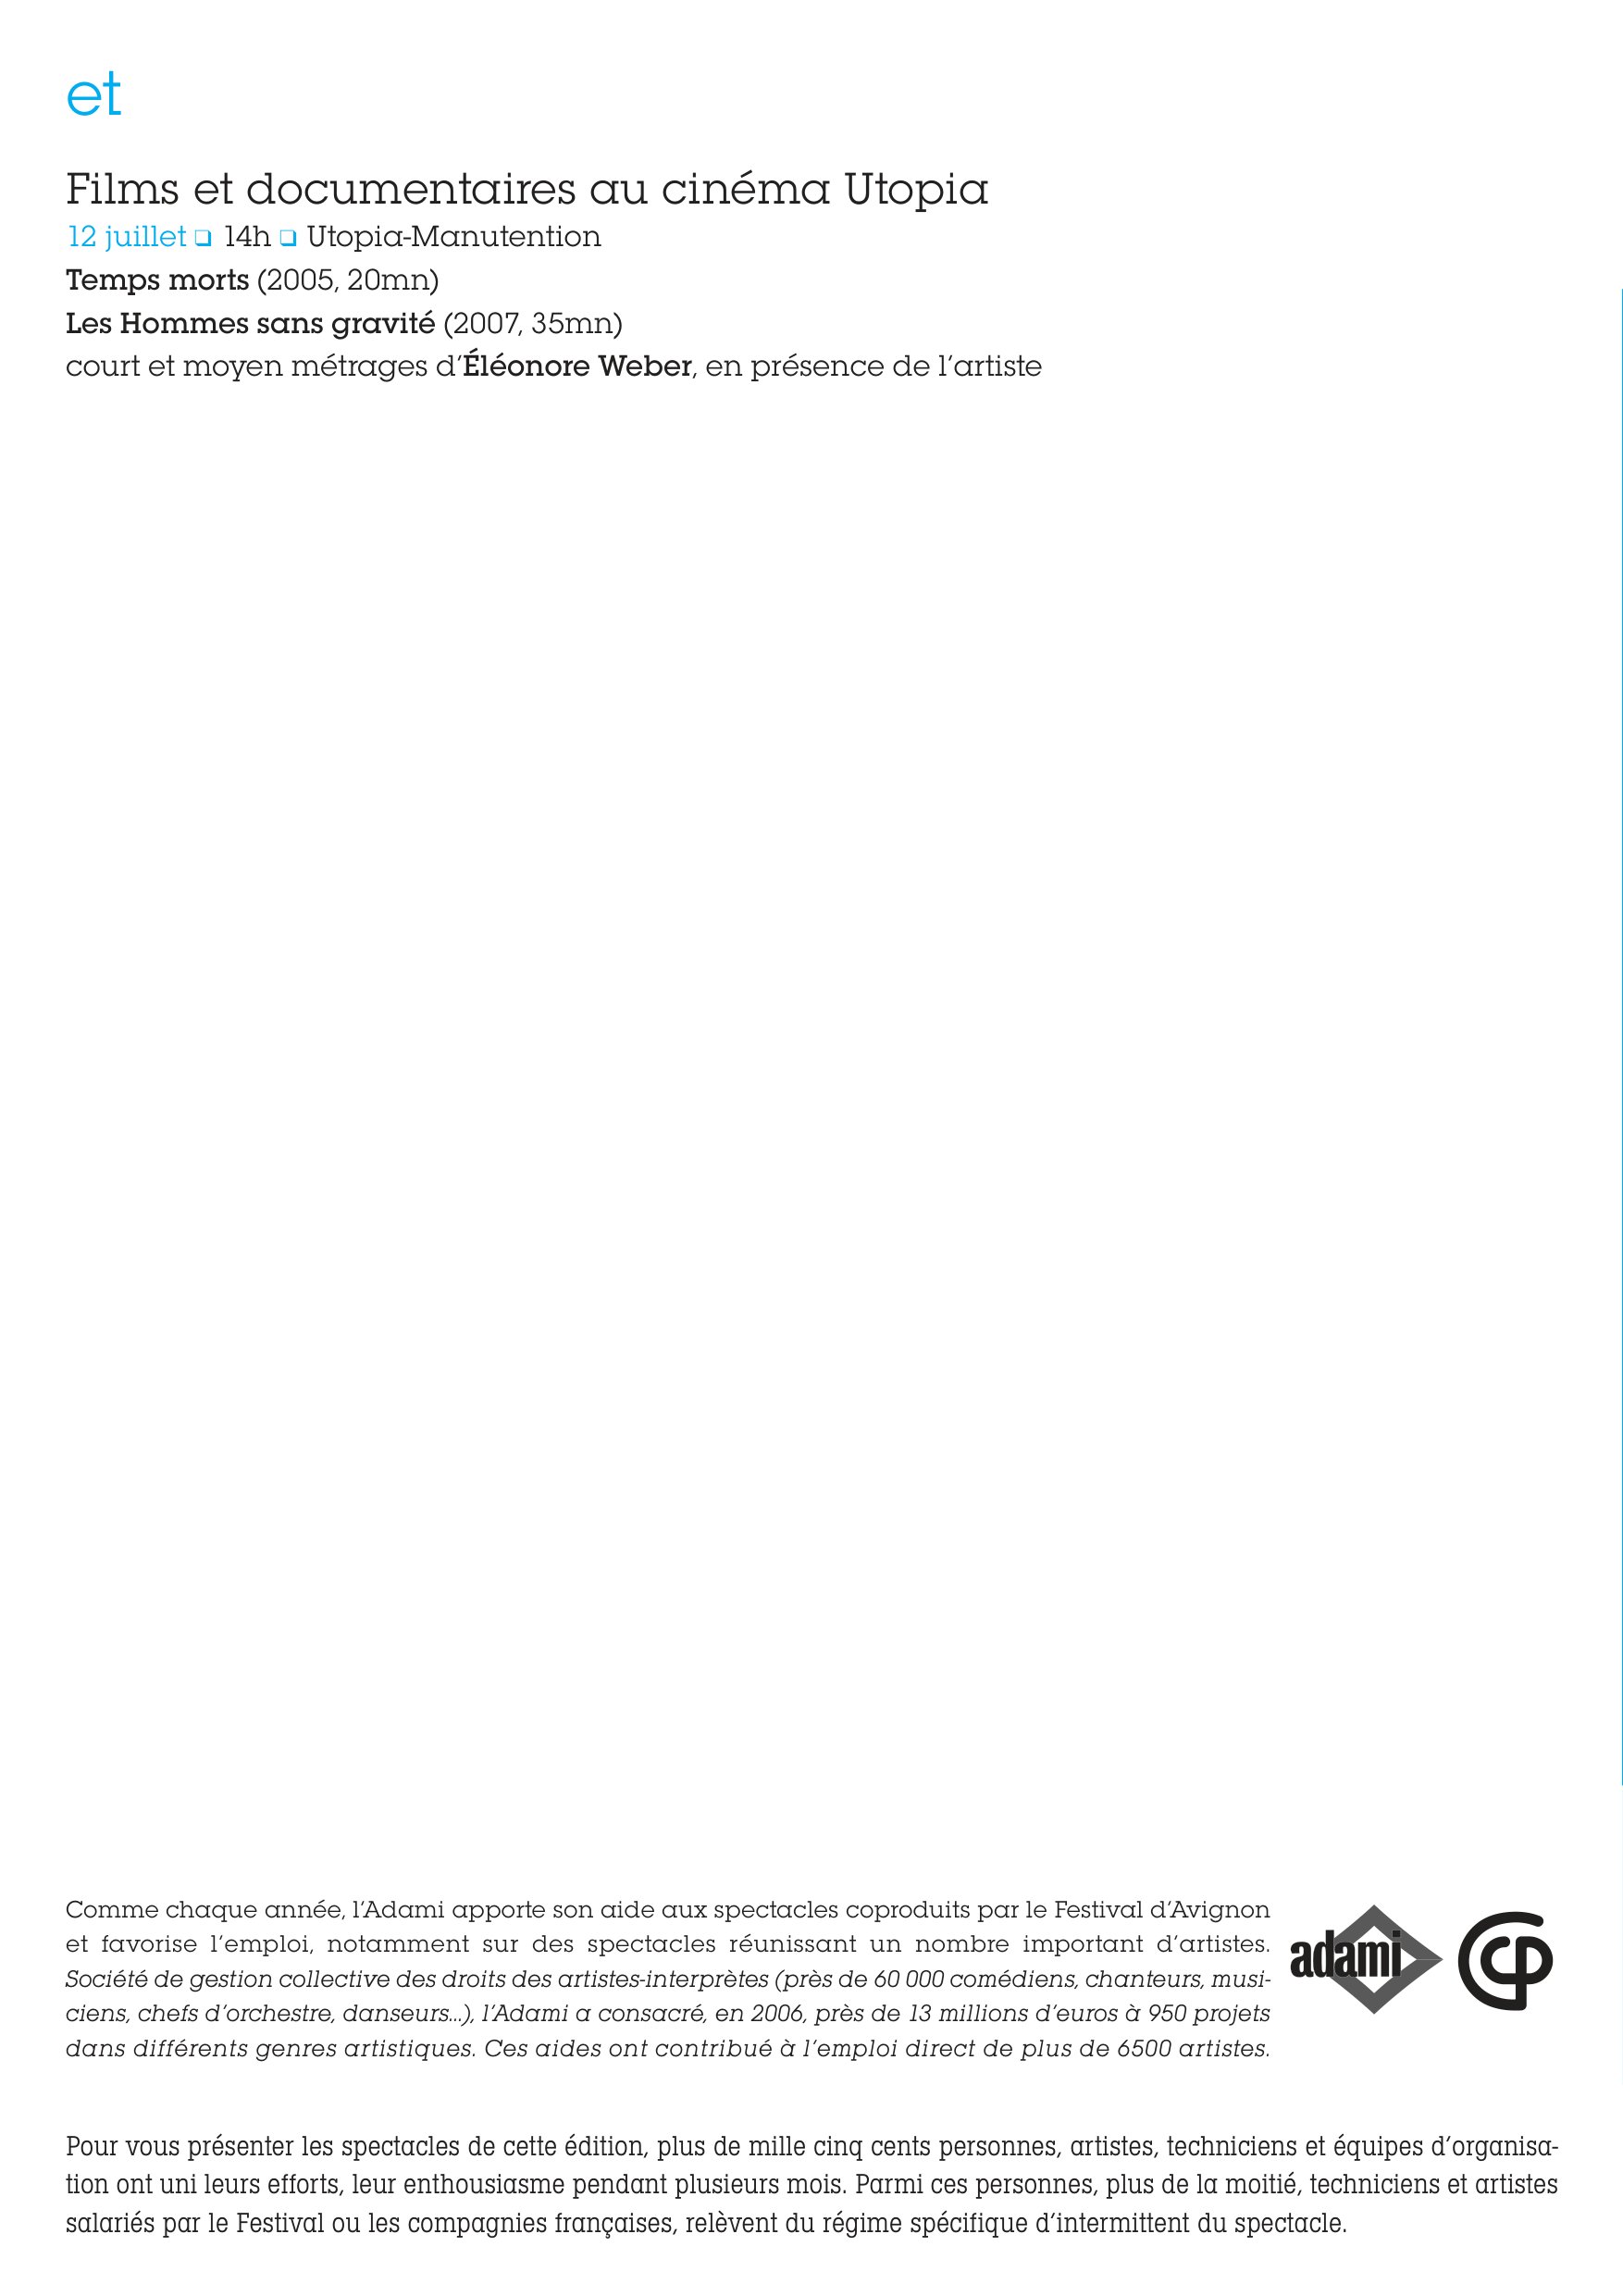 et
Films et documentaires au cinéma Utopia
12 juillet ❏ 14h ❏ Utopia-Manutention
Temps morts (2005, 20mn)
Les Hommes sans gravité (2007, 35mn)
court et moyen métrages d’Éléonore Weber, en présence de l’artiste
Comme chaque année, l’Adami apporte son aide aux spectacles coproduits par le Festival d’Avignon
et favorise l’emploi, notamment sur des spectacles réunissant un nombre important d’artistes.
Société de gestion collective des droits des artistes-interprètes (près de 60 000 comédiens, chanteurs, musi-
ciens, chefs d’orchestre, danseurs...), l’Adami a consacré, en 2006, près de 13 millions d’euros à 950 projets
dans différents genres artistiques. Ces aides ont contribué à l’emploi direct de plus de 6500 artistes.
adami
Pour vous présenter les spectacles de cette édition, plus de mille cinq cents personnes, artistes, techniciens et équipes d’organisa-
tion ont uni leurs efforts, leur enthousiasme pendant plusieurs mois. Parmi ces personnes, plus de la moitié, techniciens et artistes
salariés par le Festival ou les compagnies françaises, relèvent du régime spécifique d’intermittent du spectacle.